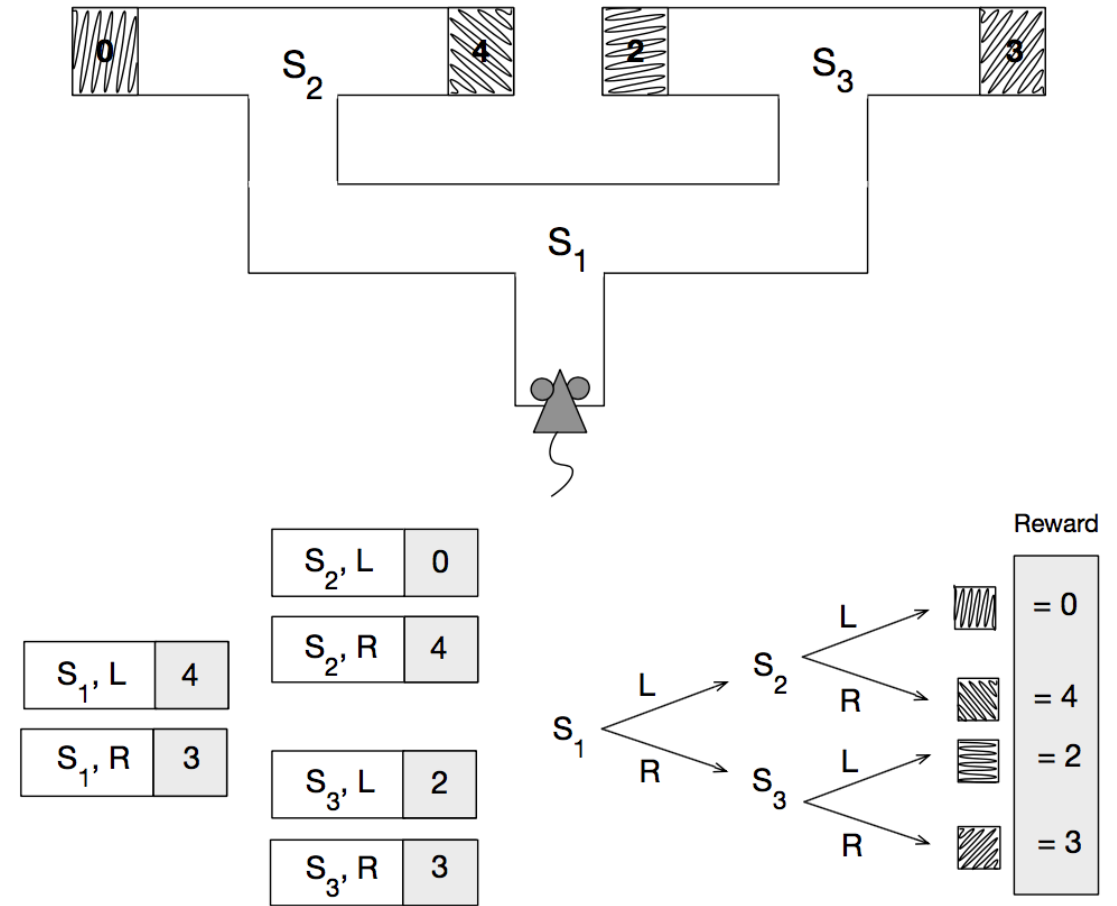 0 4 2 3
S2 S3
S1
Reward
S2, L 0
S2, R 4
S1, L 4
S1, R 3
S3, L 2
S3, R 3
L = 0
S2
L R = 4
S1
R L = 2
S3
R = 3